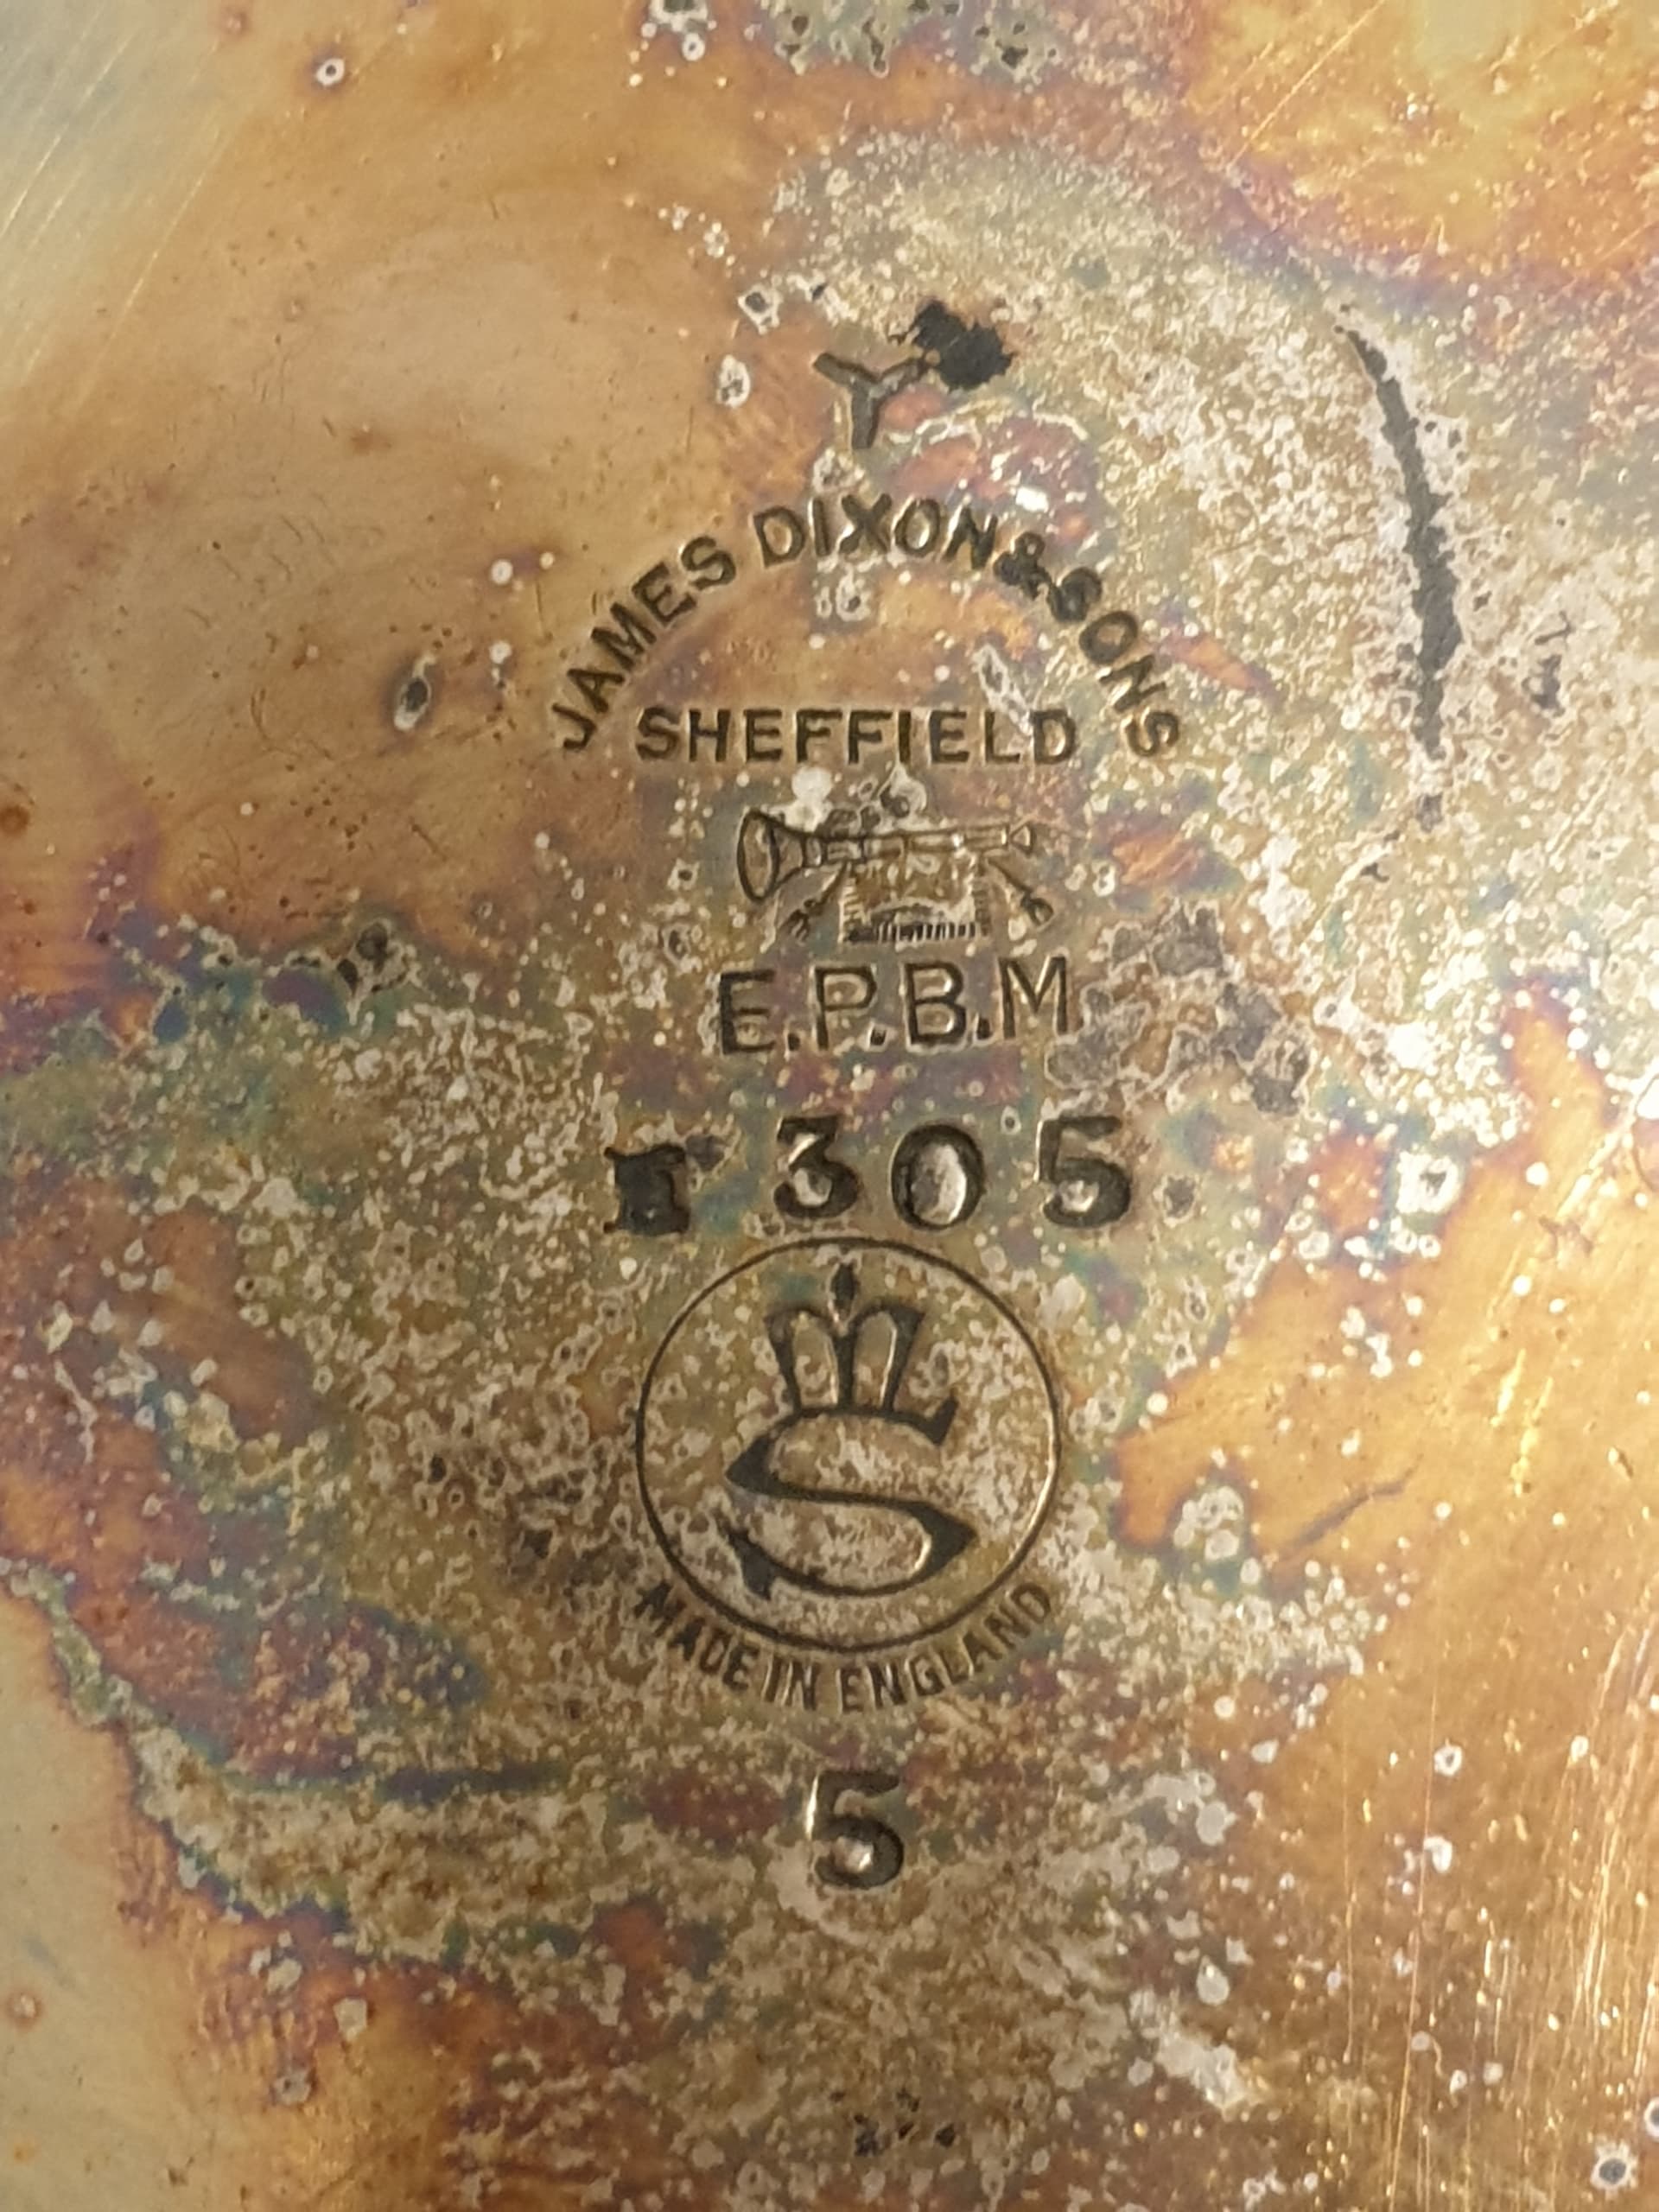 Y
JAMES DIXON & SONS
SHEFFIELD
E.P.B.M
305
S
MADE IN ENGLAND
5